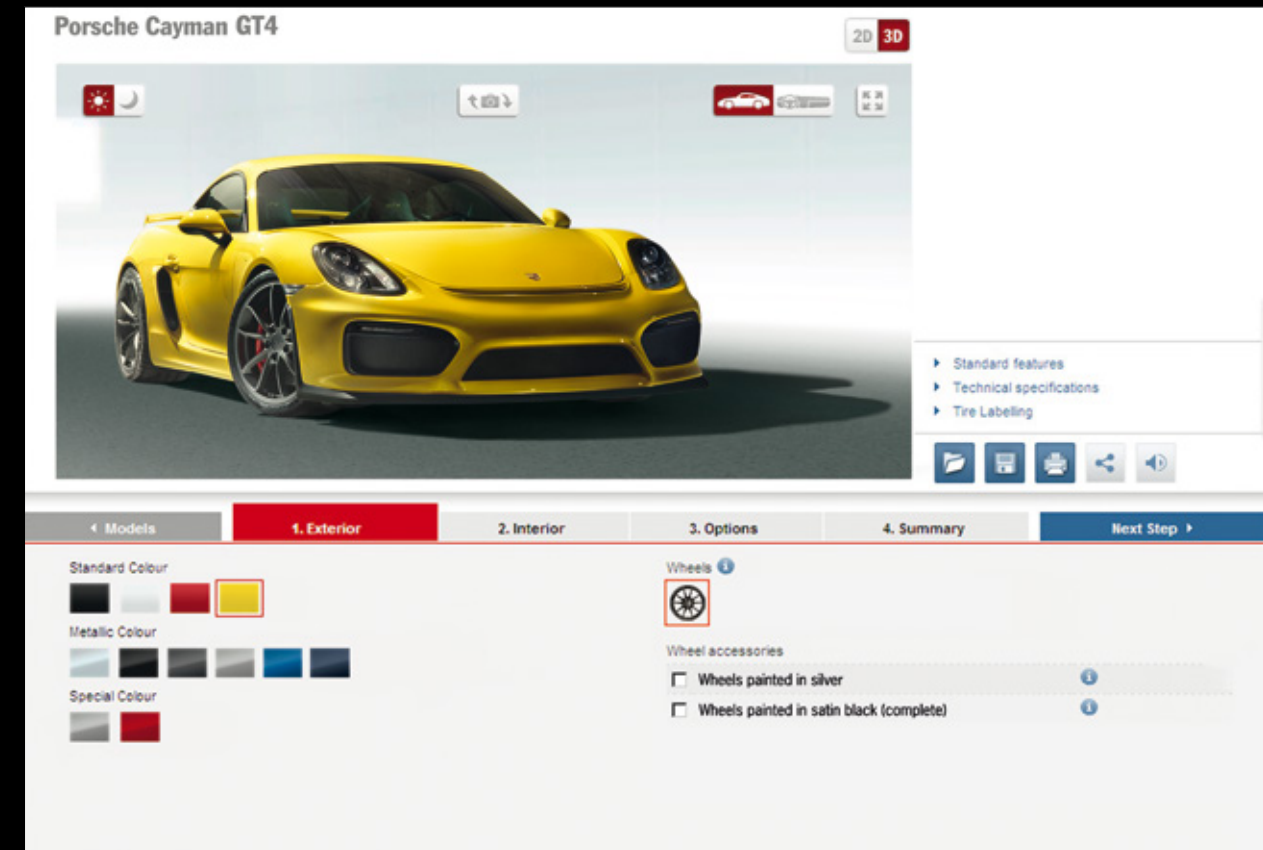 Porsche Cayman GT4
2D 3D
Standard features
Technical specifications
Tire Labelling
Models
1. Exterior
2. Interior
3. Options
4. Summary
Next Step
Standard Colour
Metallic Colour
Special Colour
Wheels
Wheel accessories
Wheels painted in silver
Wheels painted in satin black (complete)